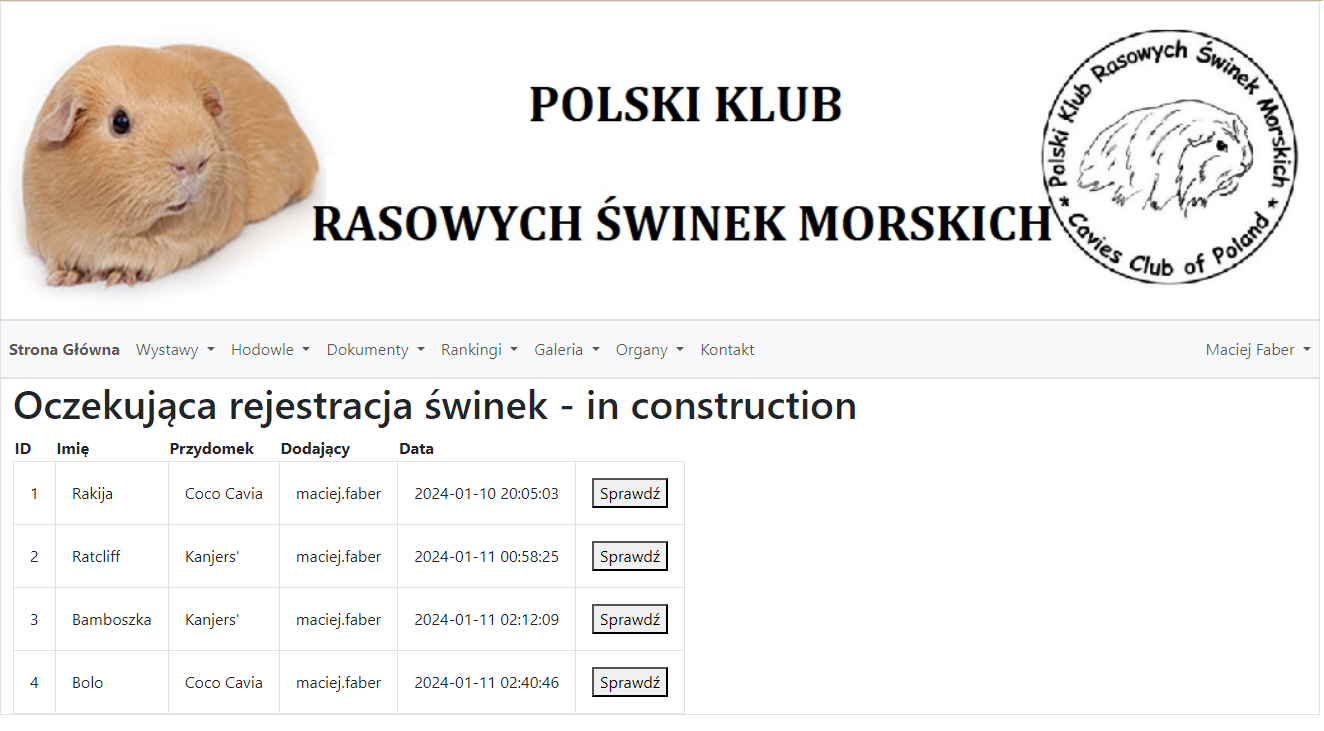 POLSKI KLUB
RASOWYCH ŚWINEK MORSKICH
Polski Klub Rasowych Świnek Morskich
* Cavies Club of Poland *
Strona Główna Wystawy Hodowle Dokumenty Rankingi Galeria Organy Kontakt Maciej Faber
Oczekująca rejestracja świnek - in construction
ID Imię Przydomek Dodający Data
1 Rakija Coco Cavia maciej.faber 2024-01-10 20:05:03 Sprawdź
2 Ratcliff Kanjers' maciej.faber 2024-01-11 00:58:25 Sprawdź
3 Bamboszka Kanjers' maciej.faber 2024-01-11 02:12:09 Sprawdź
4 Bolo Coco Cavia maciej.faber 2024-01-11 02:40:46 Sprawdź